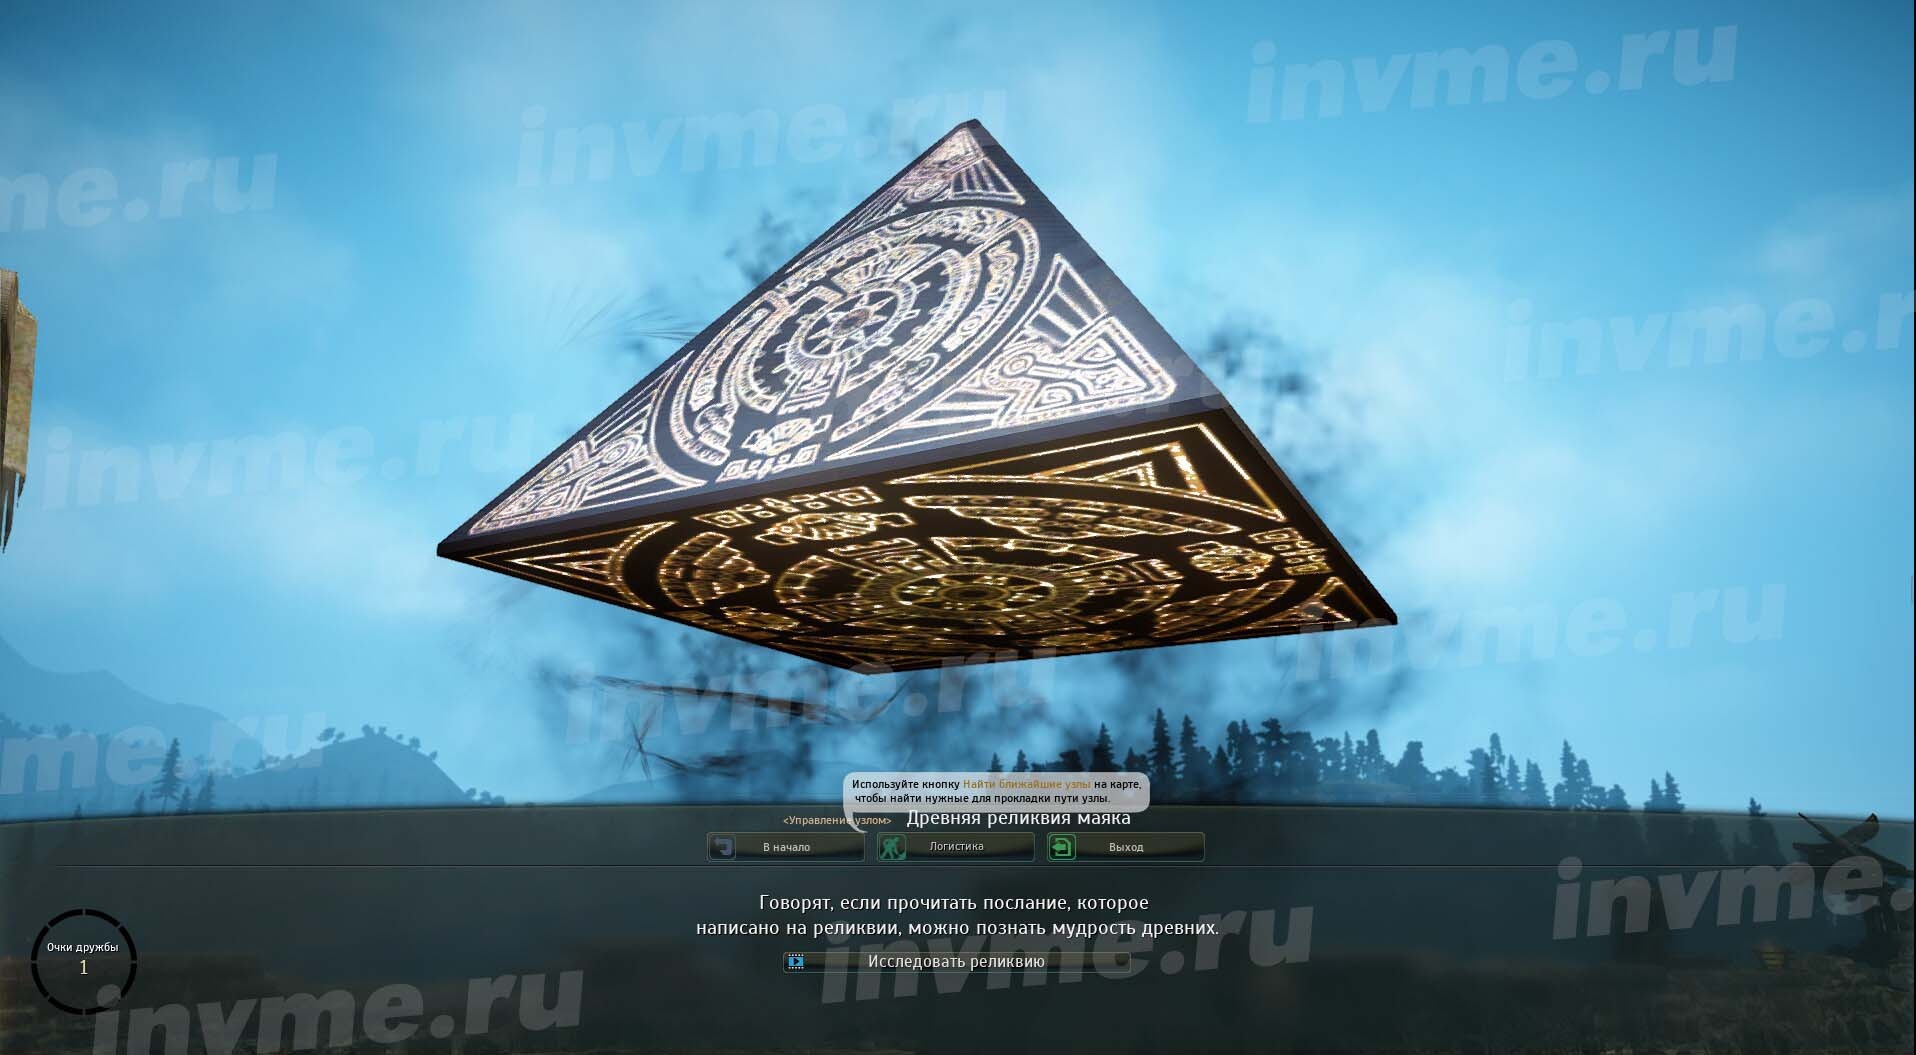 invme.ru
invme.ru
me.ru
invme.r
invme.ru
ru
invme.ru
invme.ru
me.ru
Используйте кнопку Найти ближайшие узлы на карте,
чтобы найти нужные для прокладки пути узлы.
<Управление узлом> Древняя реликвия маяка
В начало Логистика Выход
invme.
Говорят, если прочитать послание, которое
написано на реликвии, можно познать мудрость древних.
invme.ru
Очки дружбы
1
Исследовать реликвию
invme.ru